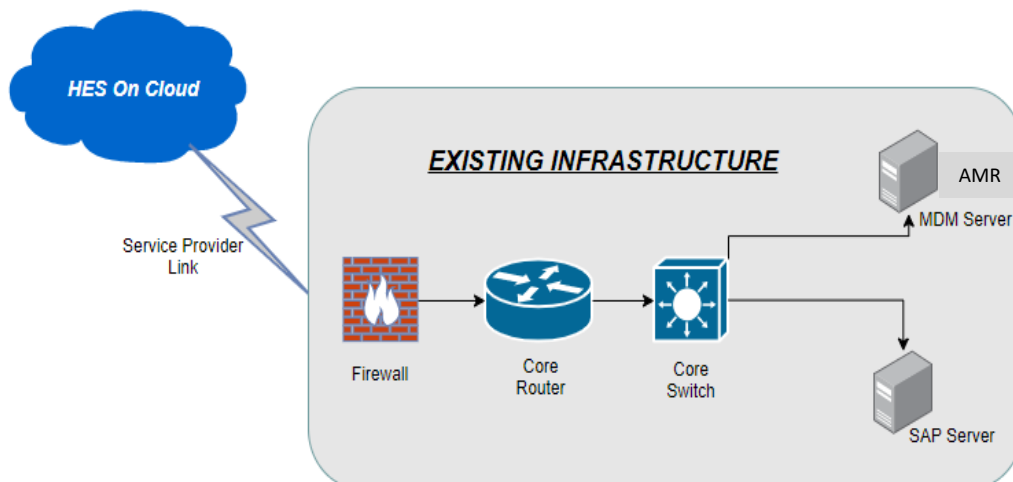 HES On Cloud
EXISTING INFRASTRUCTURE
AMR
MDM Server
Service Provider
Link
Firewall
Core
Router
Core
Switch
SAP Server